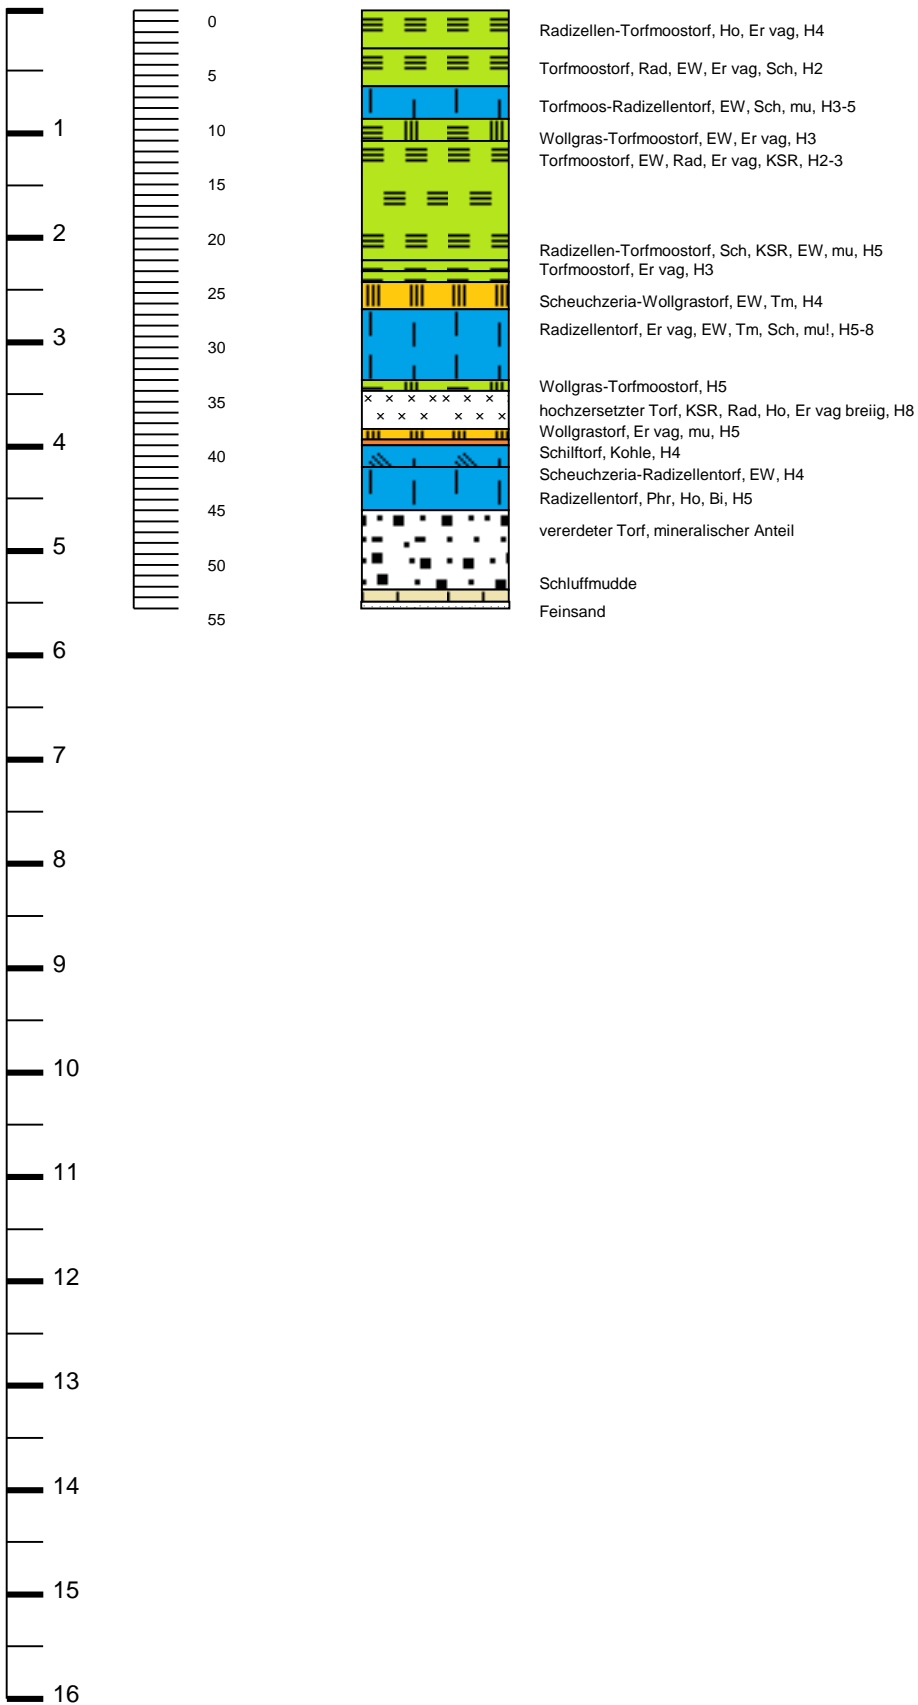 0
Radizellen-Torfmoostorf, Ho, Er vag, H4
5
Torfmoostorf, Rad, EW, Er vag, Sch, H2
Torfmoos-Radizellentorf, EW, Sch, mu, H3-5
1
10
Wollgras-Torfmoostorf, EW, Er vag, H3
Torfmoostorf, EW, Rad, Er vag, KSR, H2-3
15
2
20
Radizellen-Torfmoostorf, Sch, KSR, EW, mu, H5
Torfmoostorf, Er vag, H3
25
Scheuchzeria-Wollgrastorf, EW, Tm, H4
3
Radizellentorf, Er vag, EW, Tm, Sch, mu!, H5-8
30
Wollgras-Torfmoostorf, H5
35
hochzersetzter Torf, KSR, Rad, Ho, Er vag breiig, H8
Wollgrastorf, Er vag, mu, H5
4
Schilftorf, Kohle, H4
40
Scheuchzeria-Radizellentorf, EW, H4
Radizellentorf, Phr, Ho, Bi, H5
45
vererdeter Torf, mineralischer Anteil
5
50
Schluffmudde
Feinsand
55
6
7
8
9
10
11
12
13
14
15
16